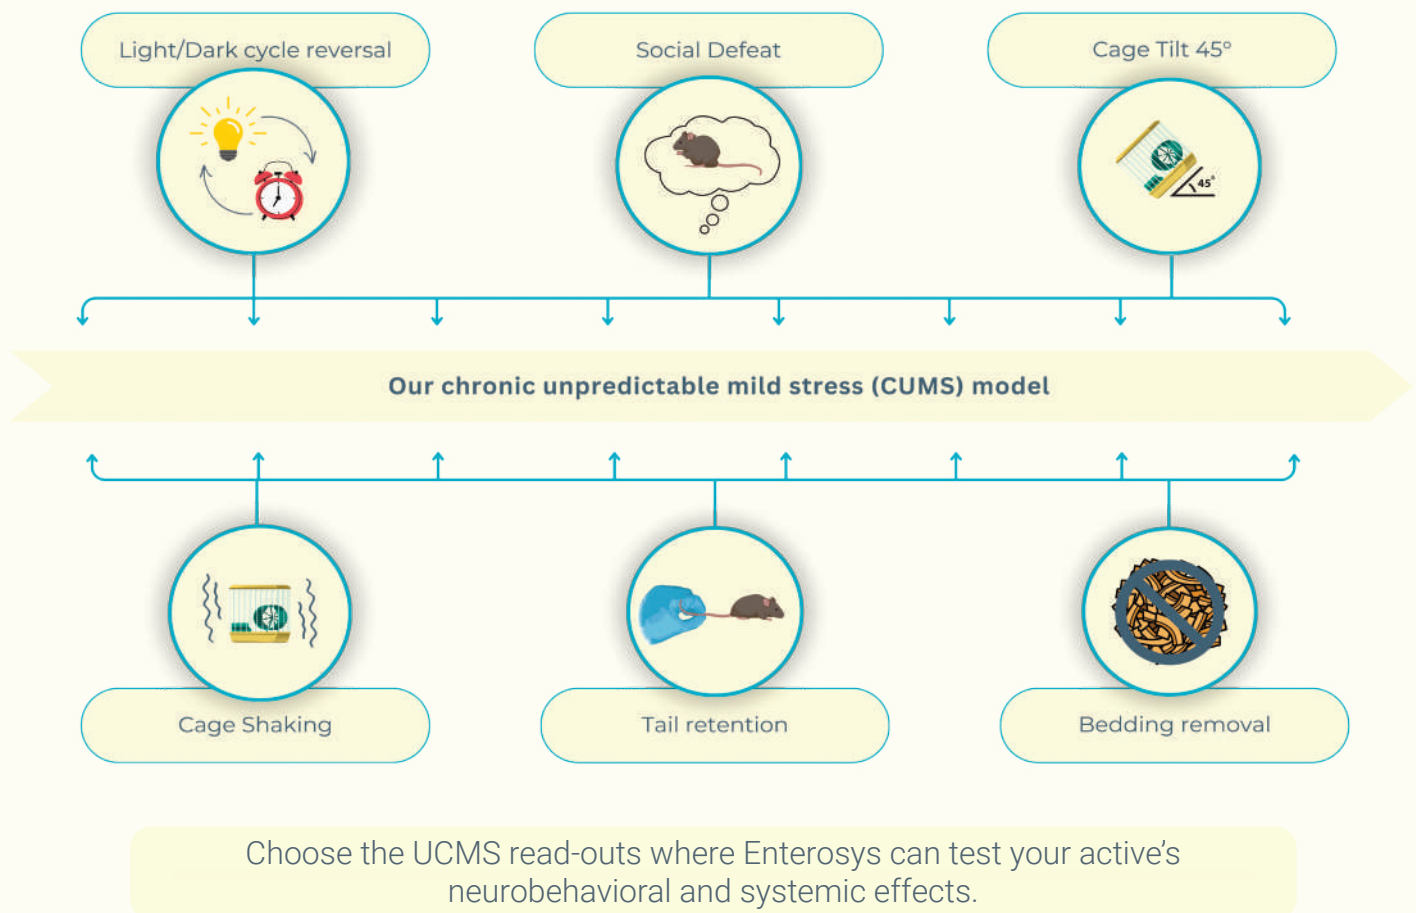 Light/Dark cycle reversal
Social Defeat
Cage Tilt 45°
45°
Our chronic unpredictable mild stress (CUMS) model
Cage Shaking
Tail retention
Bedding removal
Choose the UCMS read-outs where Enterosys can test your active’s
neurobehavioral and systemic effects.